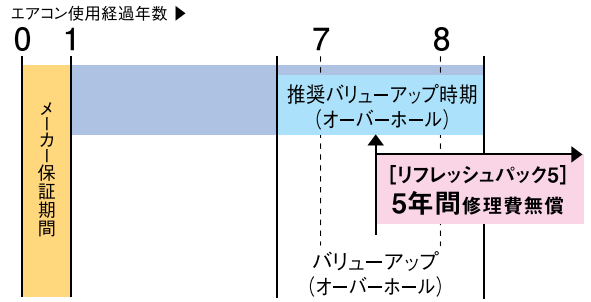 エアコン使用経過年数 ▶
0 1 7 8
メーカー保証期間
推奨バリューアップ時期
（オーバーホール）
［リフレッシュパック5］
5年間修理費無償
バリューアップ
（オーバーホール）